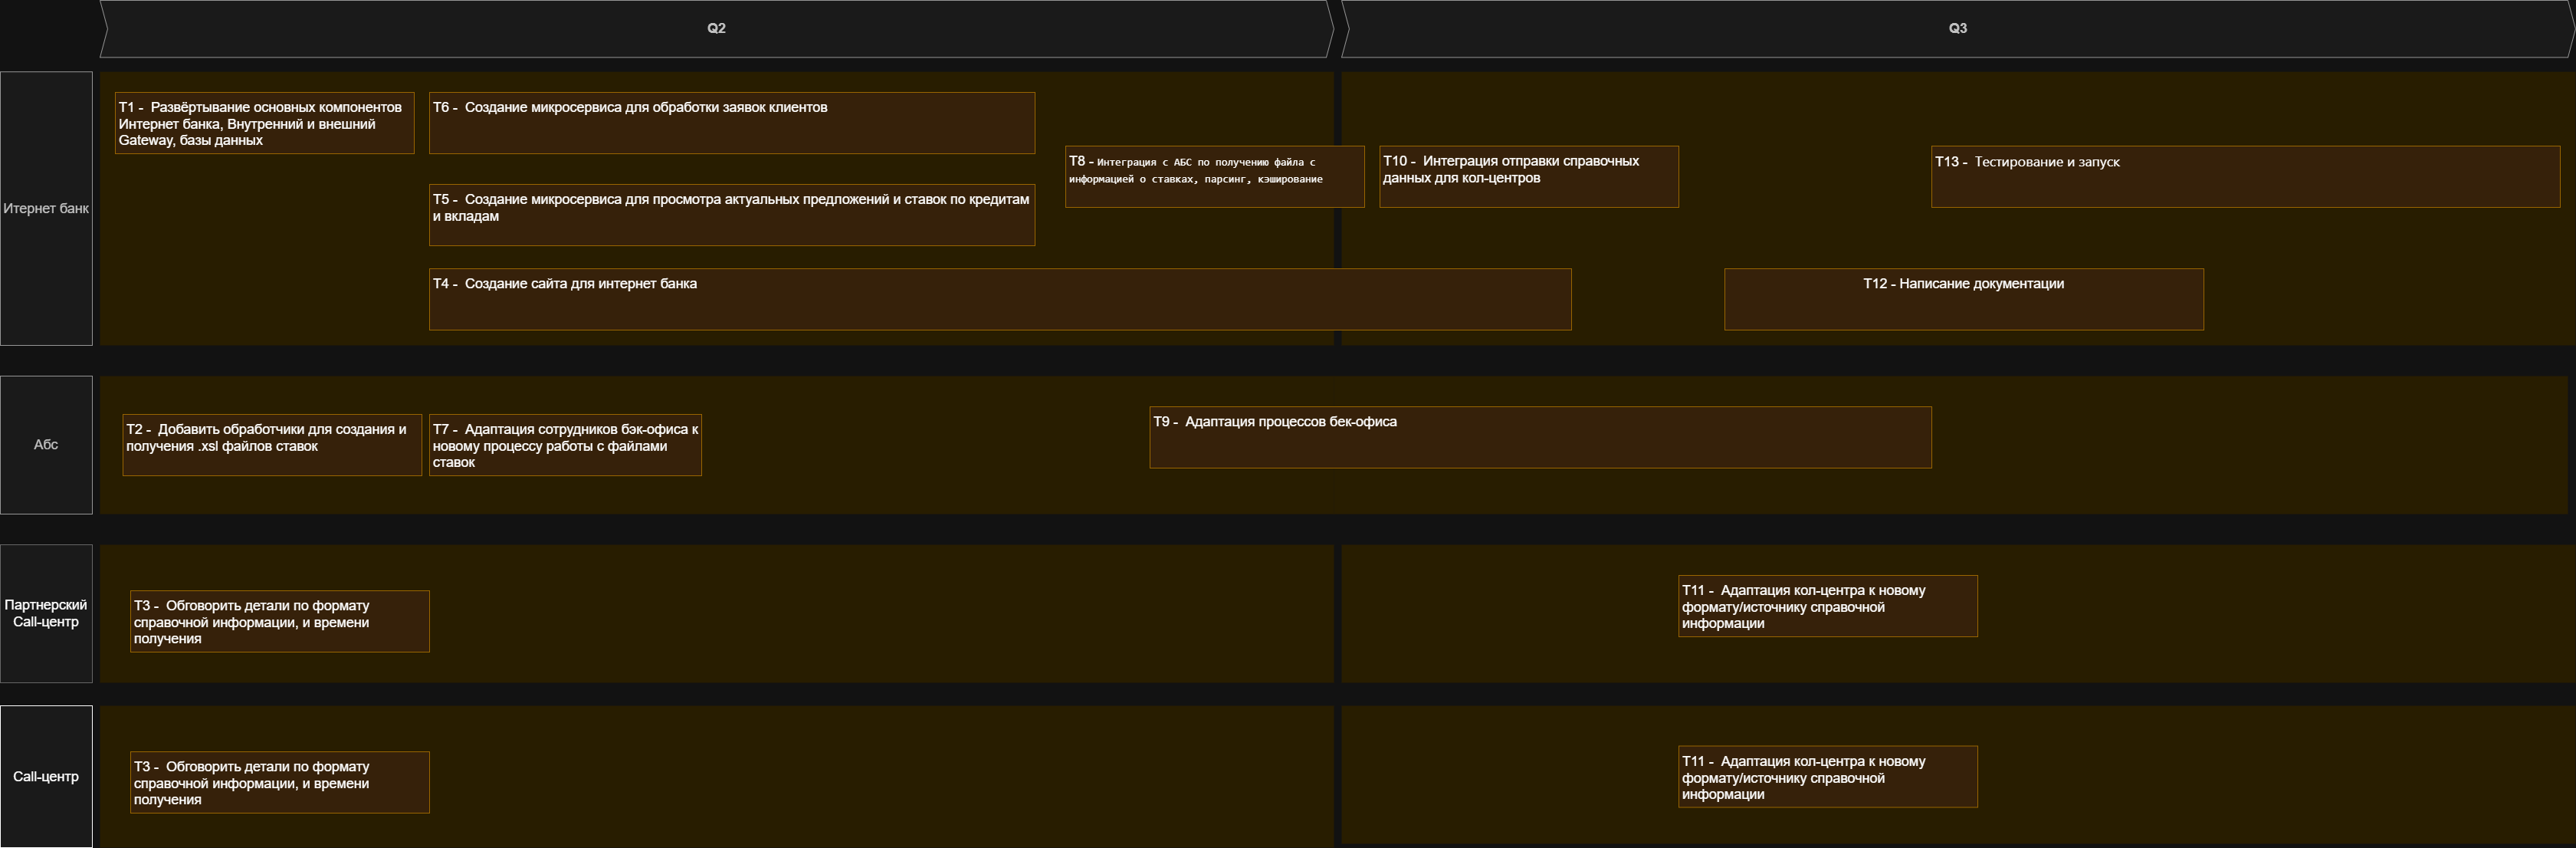 Q2
Q3
Итернет банк
T1 - Развёртывание основных компонентов
Интернет банка, Внутренний и внешний
Gateway, базы данных
T6 - Создание микросервиса для обработки заявок клиентов
T5 - Создание микросервиса для просмотра актуальных предложений и ставок по кредитам
и вкладам
T4 - Создание сайта для интернет банка
T8 - Интеграция с АБС по получению файла с
информацией о ставках, парсинг, кэширование
T10 - Интеграция отправки справочных
данных для кол-центров
T13 - Тестирование и запуск
T12 - Написание документации
Абс
T2 - Добавить обработчики для создания и
получения .xsl файлов ставок
T7 - Адаптация сотрудников бэк-офиса к
новому процессу работы с файлами
ставок
T9 - Адаптация процессов бек-офиса
Партнерский
Call-центр
T3 - Обговорить детали по формату
справочной информации, и времени
получения
T11 - Адаптация кол-центра к новому
формату/источнику справочной
информации
Call-центр
T3 - Обговорить детали по формату
справочной информации, и времени
получения
T11 - Адаптация кол-центра к новому
формату/источнику справочной
информации